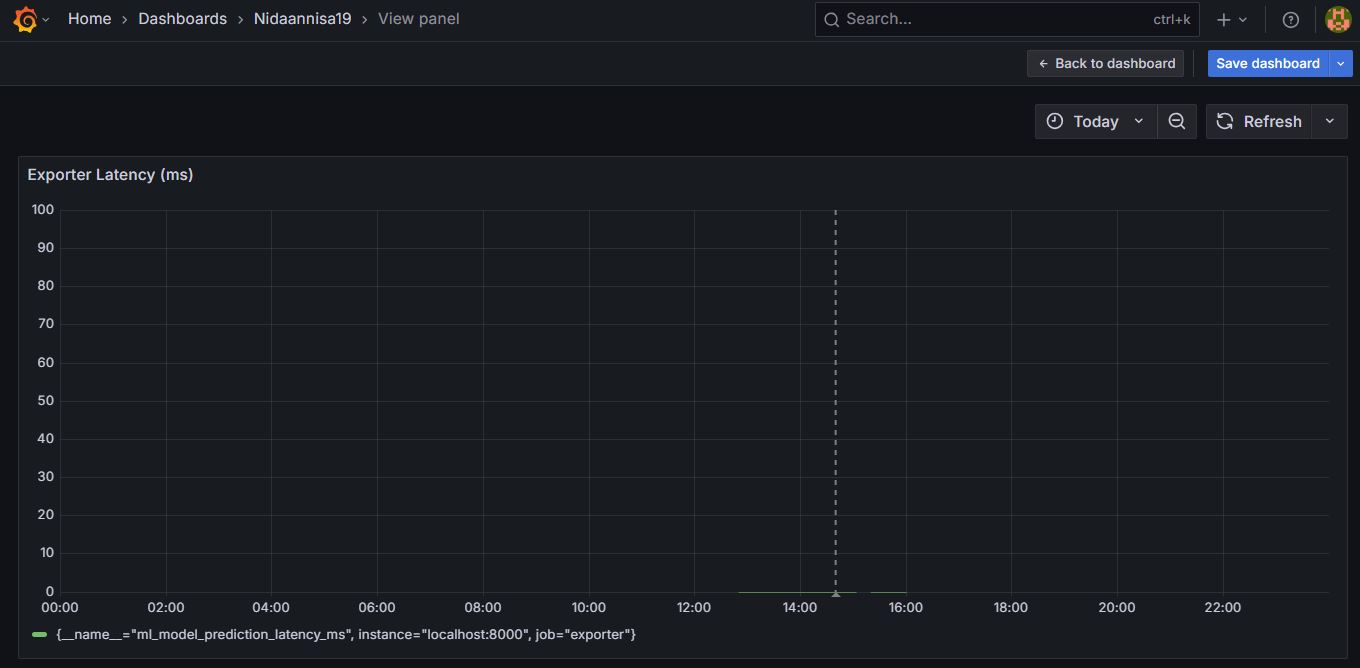 Home › Dashboards › Nidaannisa19 › View panel
Search... ctrl+k
Back to dashboard
Save dashboard
Today
Refresh
Exporter Latency (ms)
100
90
80
70
60
50
40
30
20
10
0
00:00 02:00 04:00 06:00 08:00 10:00 12:00 14:00 16:00 18:00 20:00 22:00
{__name__="ml_model_prediction_latency_ms", instance="localhost:8000", job="exporter"}